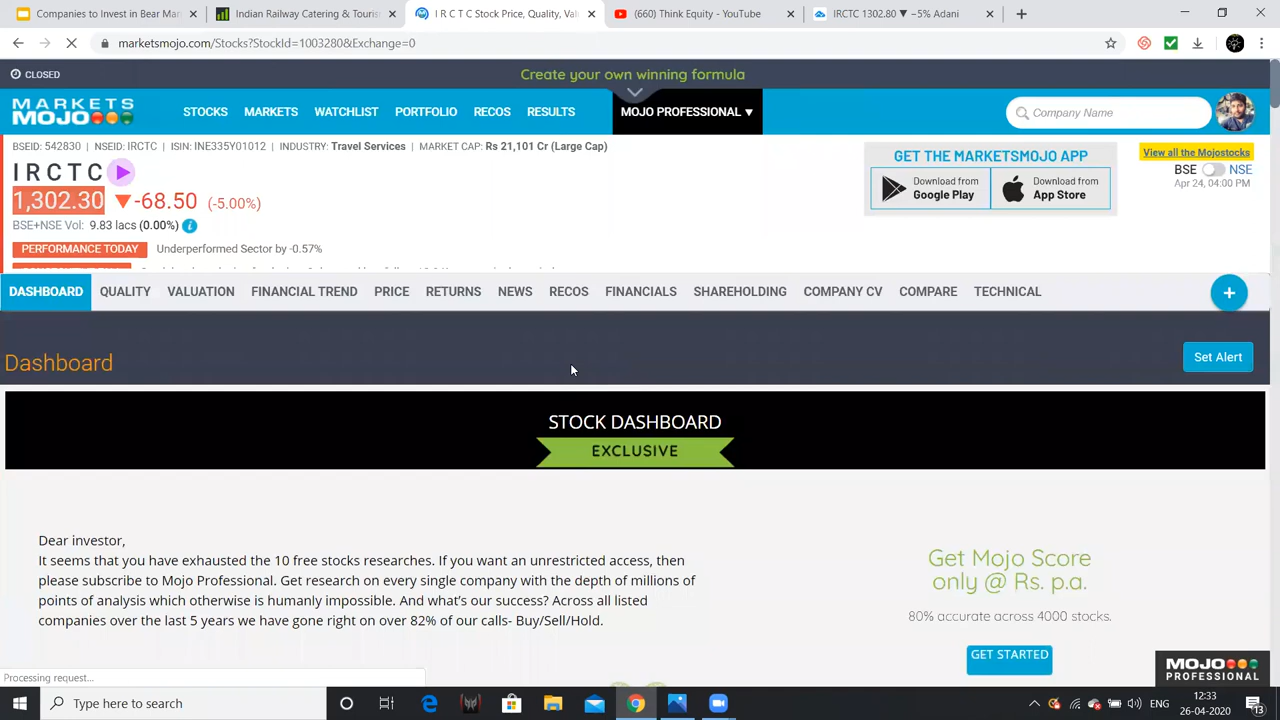 Companies to Invest in Bear Mar
Indian Railway Catering & Touris
I R C T C Stock Price, Quality, Val
(660) Think Equity - YouTube
IRCTC 1302.80 ▼ −5% Adani
marketsmojo.com/Stocks?StockId=1003280&Exchange=0
CLOSED
Create your own winning formula
MARKETS MOJO
STOCKS MARKETS WATCHLIST PORTFOLIO RECOS RESULTS MOJO PROFESSIONAL ▼
Company Name
BSEID: 542830 | NSEID: IRCTC | ISIN: INE335Y01012 | INDUSTRY: Travel Services | MARKET CAP: Rs 21,101 Cr (Large Cap)
IRCTC
1,302.30 ▼-68.50 (-5.00%)
BSE+NSE Vol: 9.83 lacs (0.00%) i
PERFORMANCE TODAY Underperformed Sector by -0.57%
GET THE MARKETSMOJO APP
Download from Google Play
Download from App Store
View all the Mojostocks
BSE NSE
Apr 24, 04:00 PM
DASHBOARD QUALITY VALUATION FINANCIAL TREND PRICE RETURNS NEWS RECOS FINANCIALS SHAREHOLDING COMPANY CV COMPARE TECHNICAL
Dashboard
Set Alert
STOCK DASHBOARD
EXCLUSIVE
Dear investor,
It seems that you have exhausted the 10 free stocks researches. If you want an unrestricted access, then
please subscribe to Mojo Professional. Get research on every single company with the depth of millions of
points of analysis which otherwise is humanly impossible. And what's our success? Across all listed
companies over the last 5 years we have gone right on over 82% of our calls- Buy/Sell/Hold.
Get Mojo Score
only @ Rs. p.a.
80% accurate across 4000 stocks.
GET STARTED
MOJO
PROFESSIONAL
Processing request...
Type here to search
ENG
12:33
26-04-2020
13